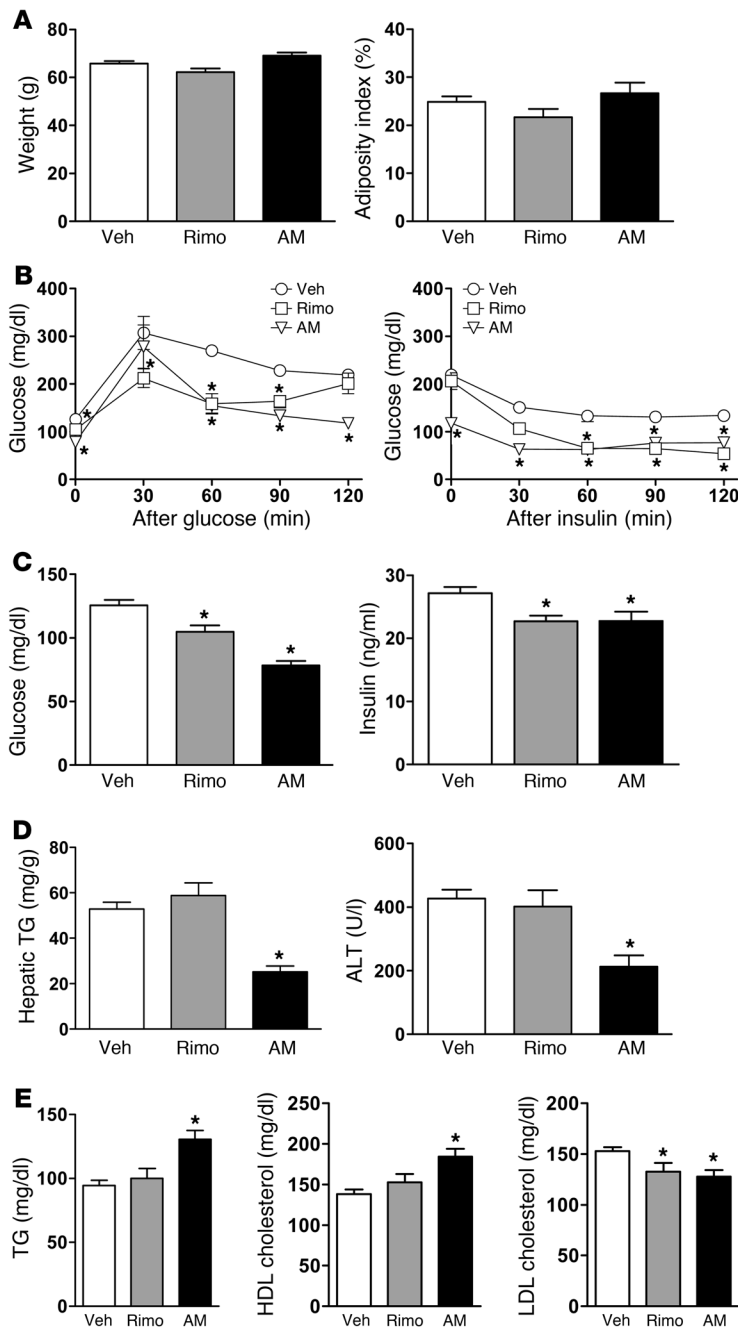 A
Weight (g)
80
60
40
20
0
Veh Rimo AM
Adiposity index (%)
40
30
20
10
0
Veh Rimo AM
B
Glucose (mg/dl)
400
300
200
100
0
Veh
Rimo
AM
* * * * * * *
0 30 60 90 120
After glucose (min)
Glucose (mg/dl)
400
300
200
100
0
Veh
Rimo
AM
* * * * * * * *
0 30 60 90 120
After insulin (min)
C
Glucose (mg/dl)
150
100
50
0
* *
Veh Rimo AM
Insulin (ng/ml)
30
20
10
0
* *
Veh Rimo AM
D
Hepatic TG (mg/g)
80
60
40
20
0
*
Veh Rimo AM
ALT (U/l)
600
400
200
0
*
Veh Rimo AM
E
TG (mg/dl)
150
100
50
0
*
Veh Rimo AM
HDL cholesterol (mg/dl)
250
200
150
100
50
0
*
Veh Rimo AM
LDL cholesterol (mg/dl)
200
150
100
50
0
* *
Veh Rimo AM